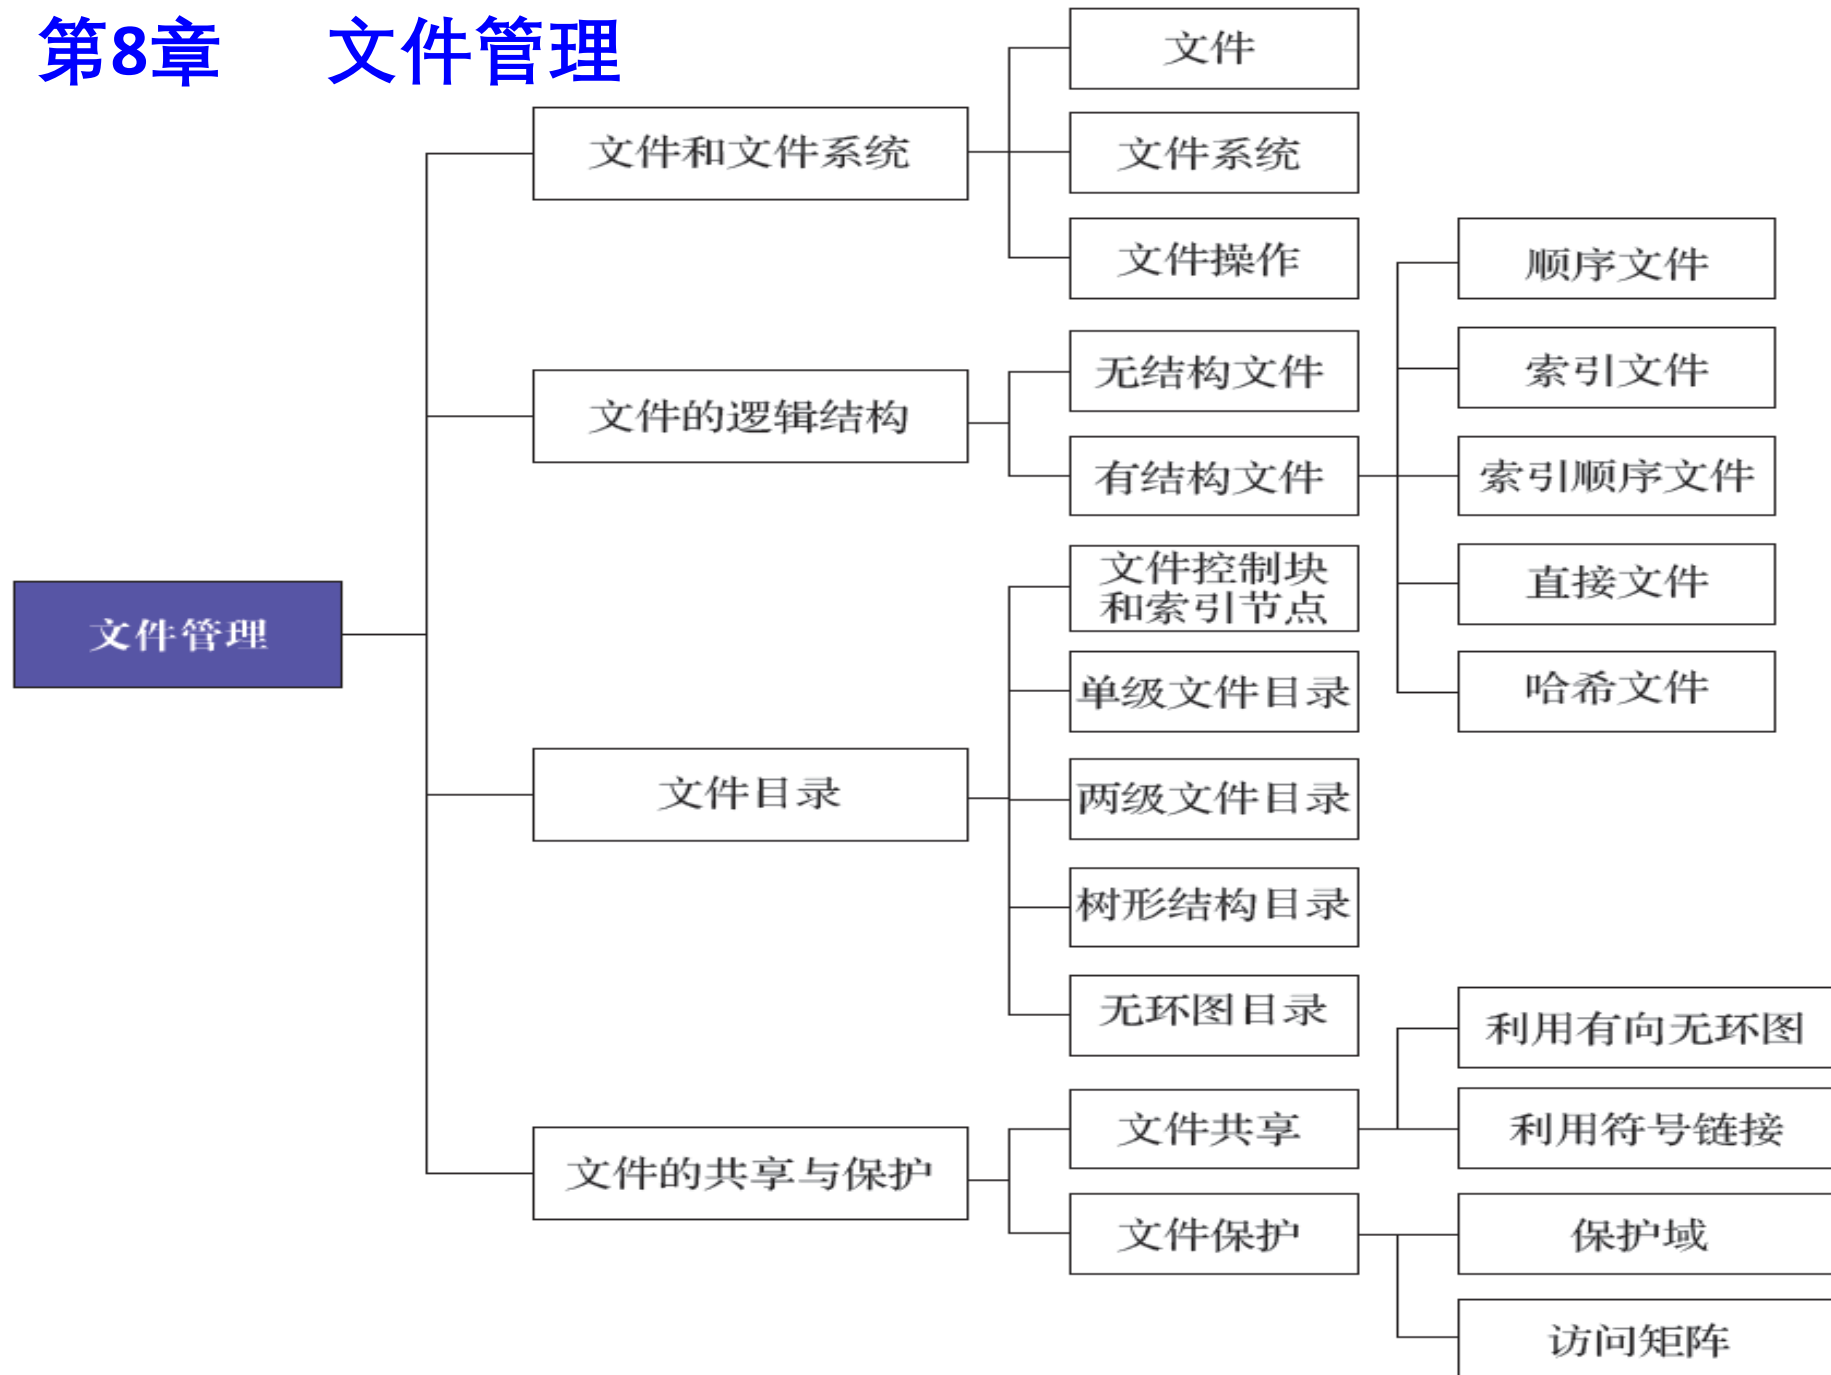 第8章 文件管理
文件管理
文件和文件系统
文件
文件系统
文件操作
文件的逻辑结构
无结构文件
有结构文件
顺序文件
索引文件
索引顺序文件
直接文件
哈希文件
文件目录
文件控制块
和索引节点
单级文件目录
两级文件目录
树形结构目录
无环图目录
文件的共享与保护
文件共享
利用有向无环图
利用符号链接
文件保护
保护域
访问矩阵